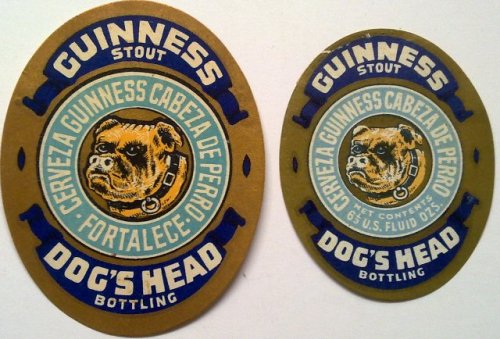 GUINNESS
STOUT
CERVEZA GUINNESS CABEZA DE PERRO
· FORTALECE ·
DOG'S HEAD
BOTTLING
GUINNESS
STOUT
CERVEZA GUINNESS CABEZA DE PERRO
NET CONTENTS
6⅓ U.S. FLUID OZS.
DOG'S HEAD
BOTTLING